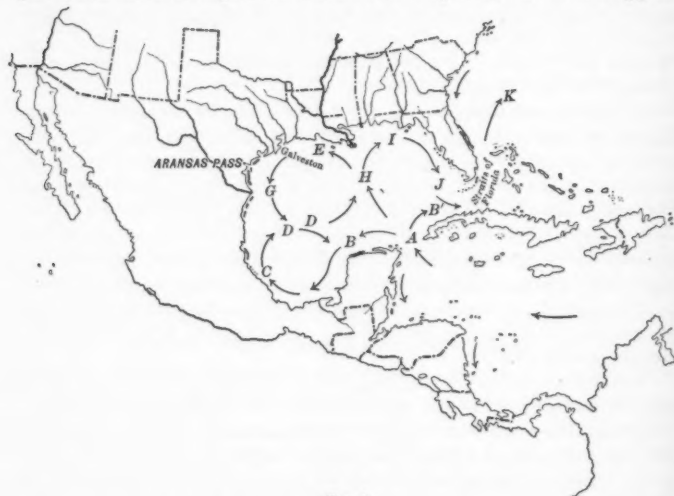 K
I
ARANSAS PASS
Galveston
E
J
Straits of
Florida
G
H
B'
D
D
B
A
C